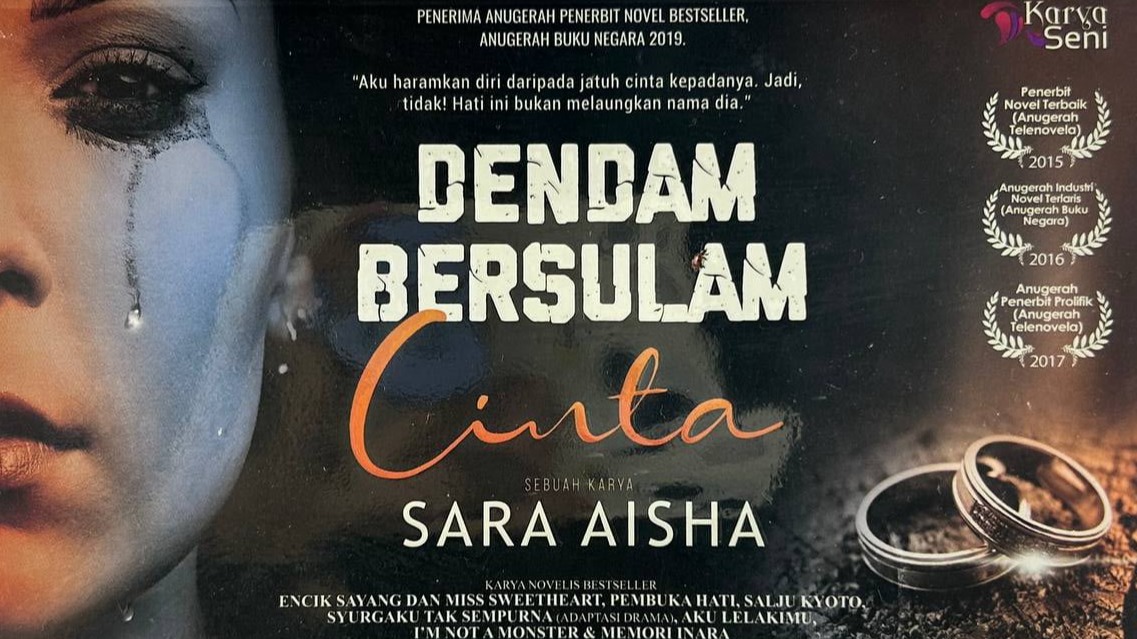 PENERIMA ANUGERAH PENERBIT NOVEL BESTSELLER,
ANUGERAH BUKU NEGARA 2019.
"Aku haramkan diri daripada jatuh cinta kepadanya. Jadi,
tidak! Hati ini bukan melaungkan nama dia."
DENDAM
BERSULAM
Cinta
SEBUAH KARYA
SARA AISHA
KARYA NOVELIS BESTSELLER
ENCIK SAYANG DAN MISS SWEETHEART, PEMBUKA HATI, SALJU KYOTO,
SYURGAKU TAK SEMPURNA (ADAPTASI DRAMA), AKU LELAKIMU,
I'M NOT A MONSTER & MEMORI INARA
Karya
Seni
Penerbit
Novel Terbaik
(Anugerah
Telenovela)
2015
Anugerah Industri
Novel Terlaris
(Anugerah Buku
Negara)
2016
Anugerah
Penerbit Prolifik
(Anugerah
Telenovela)
2017